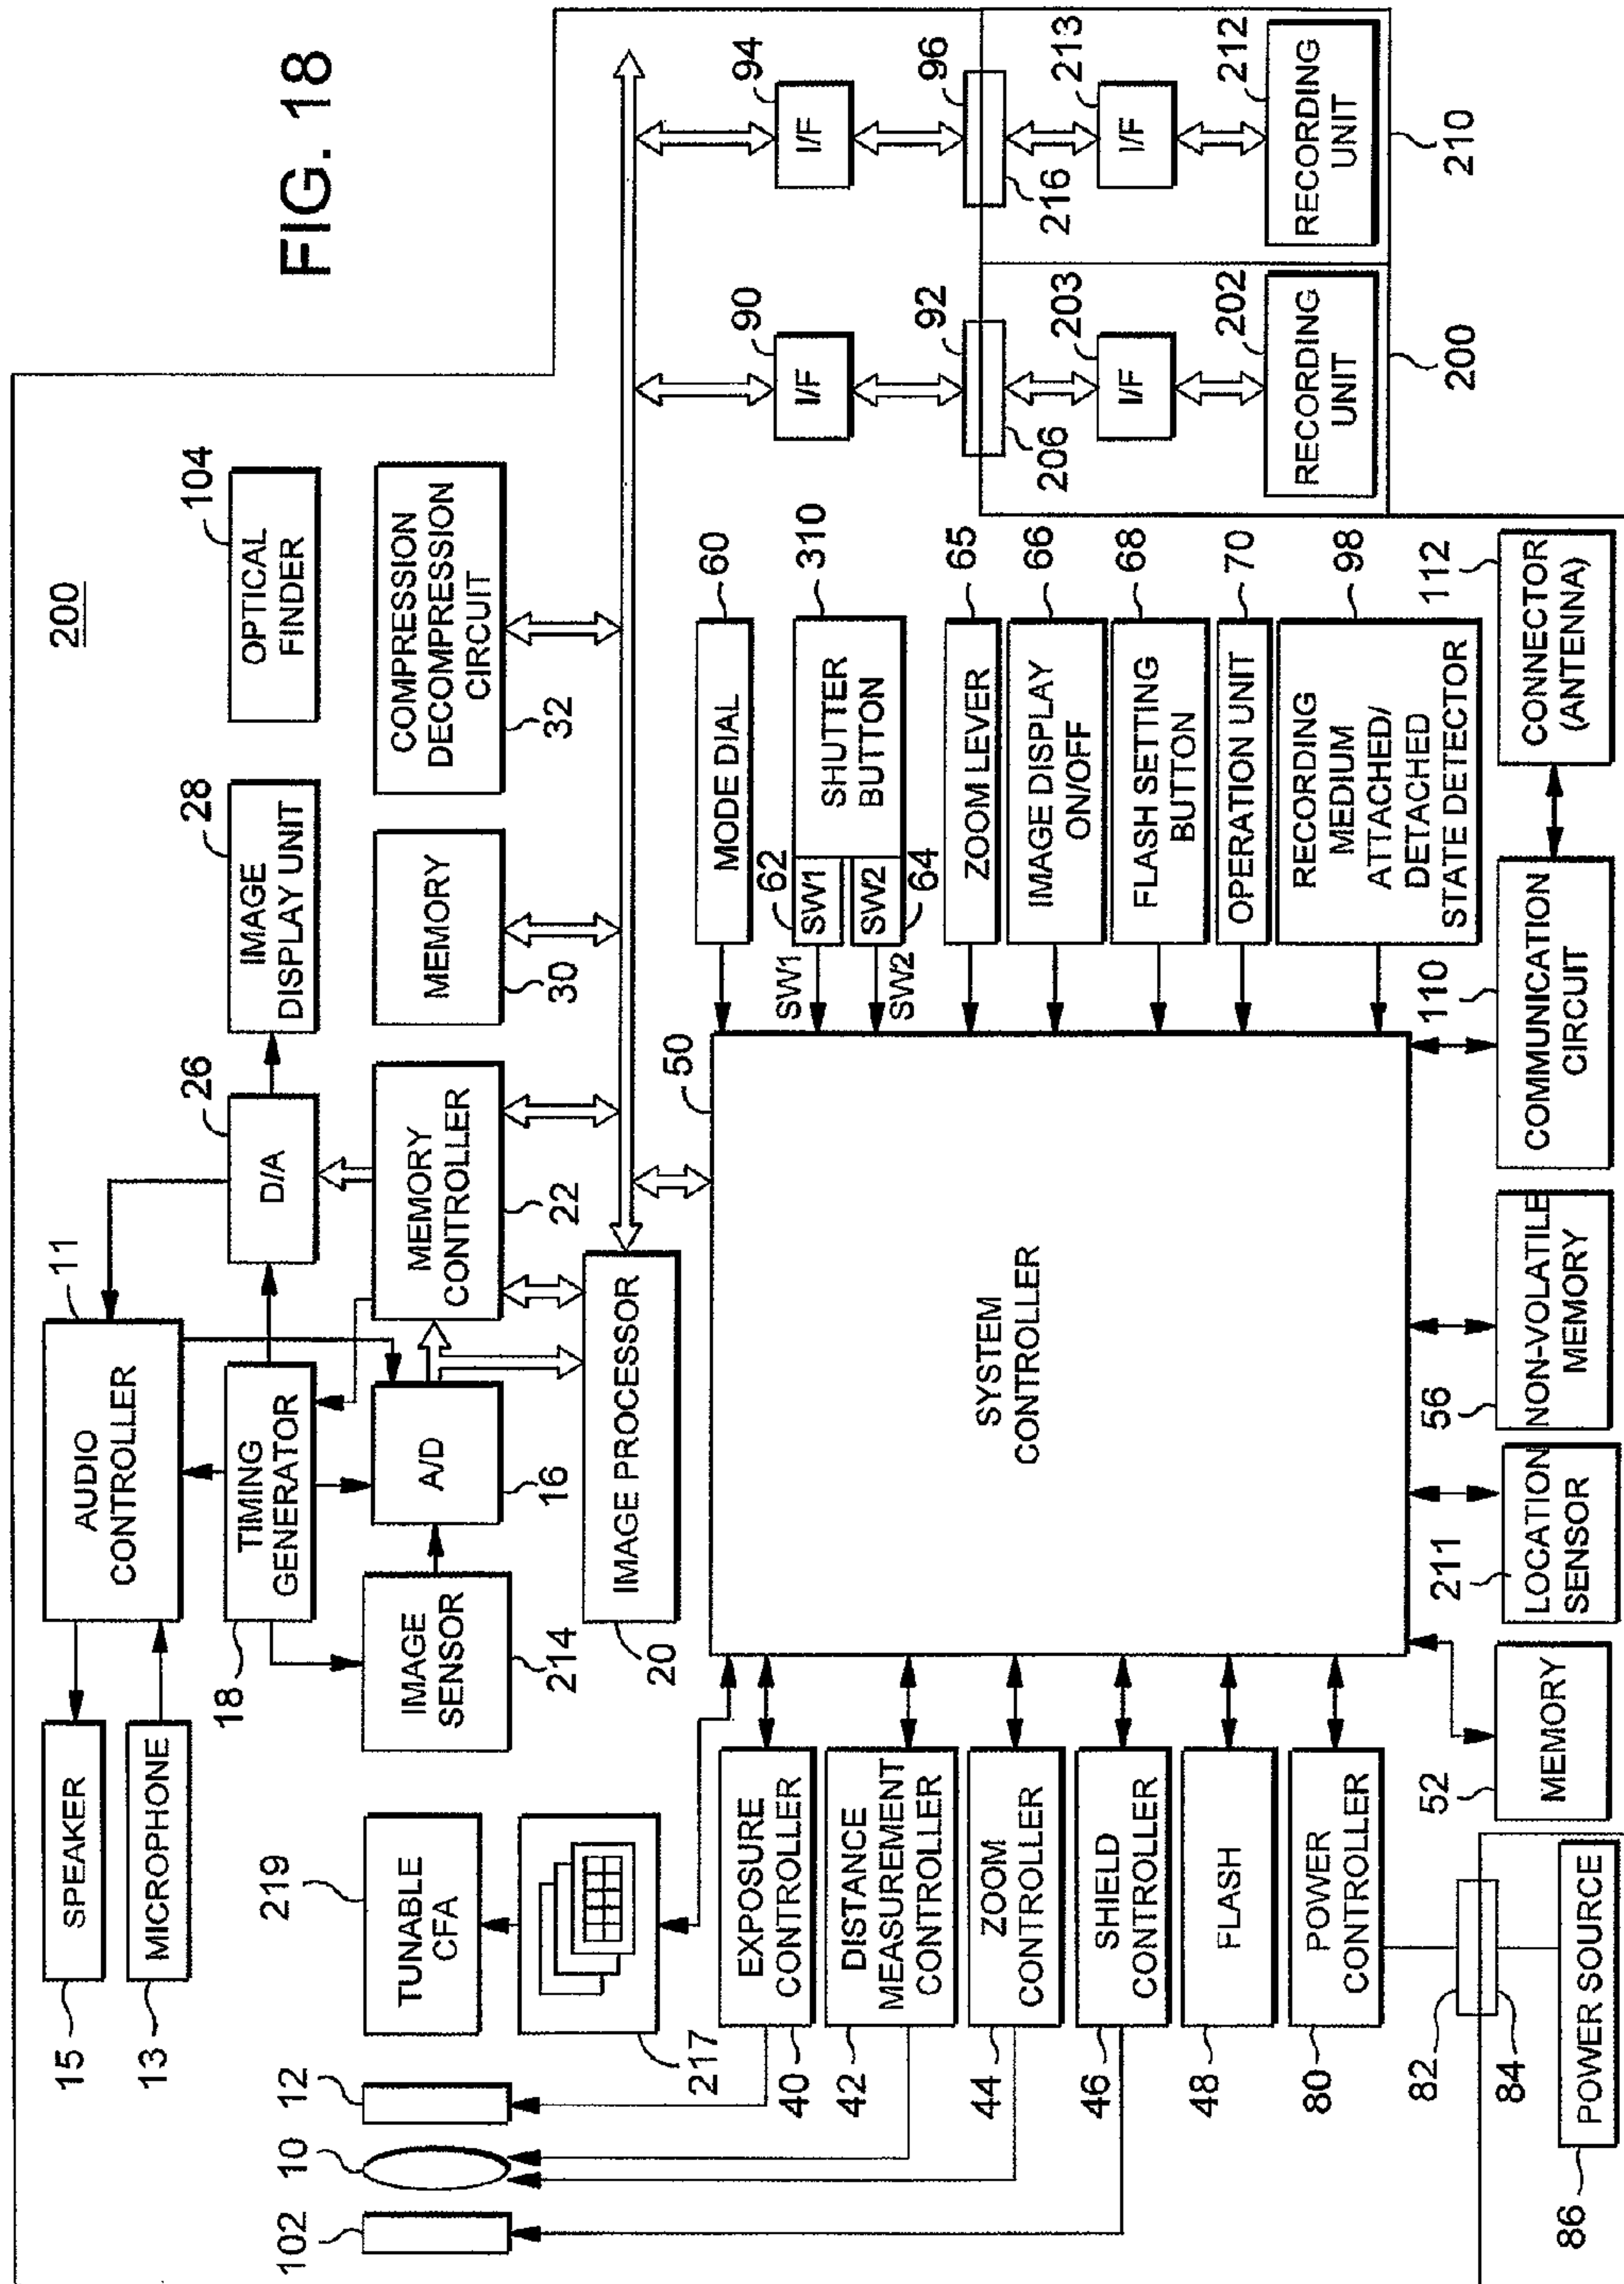 FIG. 18
200
15
SPEAKER
13
MICROPHONE
11
AUDIO
CONTROLLER
18
TIMING
GENERATOR
26
D/A
28
IMAGE
DISPLAY UNIT
104
OPTICAL
FINDER
102
10
12
219
TUNABLE
CFA
217
IMAGE
SENSOR
214
A/D
16
MEMORY
CONTROLLER
22
MEMORY
30
COMPRESSION
DECOMPRESSION
CIRCUIT
32
IMAGE PROCESSOR
20
EXPOSURE
CONTROLLER
40
DISTANCE
MEASUREMENT
CONTROLLER
42
ZOOM
CONTROLLER
44
SHIELD
CONTROLLER
46
FLASH
48
POWER
CONTROLLER
80
82
84
POWER SOURCE
86
50
SYSTEM
CONTROLLER
MODE DIAL
60
SW1
62
SW1
SHUTTER
BUTTON
310
SW2
SW2
64
ZOOM LEVER
65
IMAGE DISPLAY
ON/OFF
66
FLASH SETTING
BUTTON
68
OPERATION UNIT
70
RECORDING
MEDIUM
ATTACHED/
DETACHED
STATE DETECTOR
98
52
MEMORY
211
LOCATION
SENSOR
56
NON-VOLATILE
MEMORY
110
COMMUNICATION
CIRCUIT
112
CONNECTOR
(ANTENNA)
90
I/F
92
206
203
I/F
202
RECORDING
UNIT
200
94
I/F
96
216
213
I/F
212
RECORDING
UNIT
210